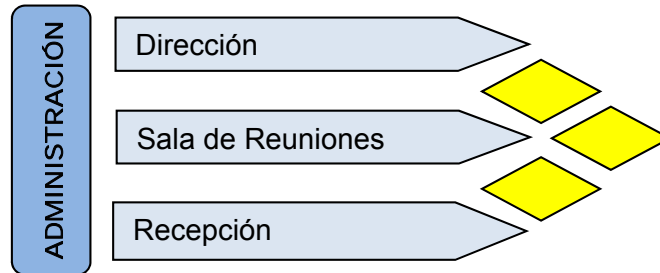 ADMINISTRACIÓN
Dirección
Sala de Reuniones
Recepción